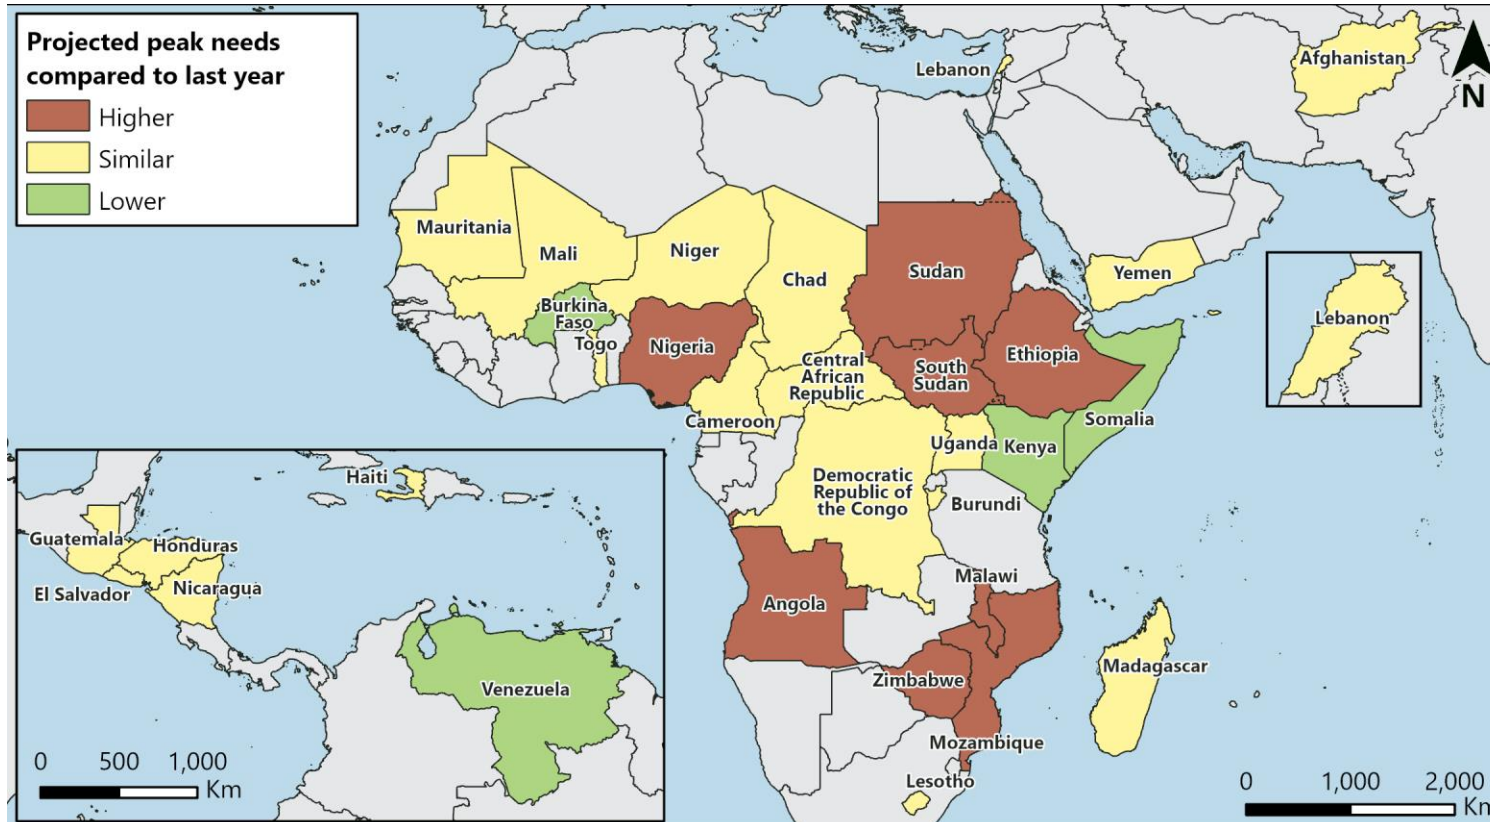 Projected peak needs
compared to last year
Higher
Similar
Lower
Lebanon
Afghanistan
N
Mauritania
Mali
Niger
Chad
Sudan
Yemen
Burkina
Faso
Togo
Nigeria
Ethiopia
Lebanon
Central
African
Republic
South
Sudan
Cameroon
Somalia
Uganda
Kenya
Democratic
Republic of
the Congo
Burundi
Haiti
Guatemala
Honduras
El Salvador
Nicaragua
Venezuela
0 500 1,000
Km
Malawi
Angola
Madagascar
Zimbabwe
Mozambique
Lesotho
0 1,000 2,000
Km